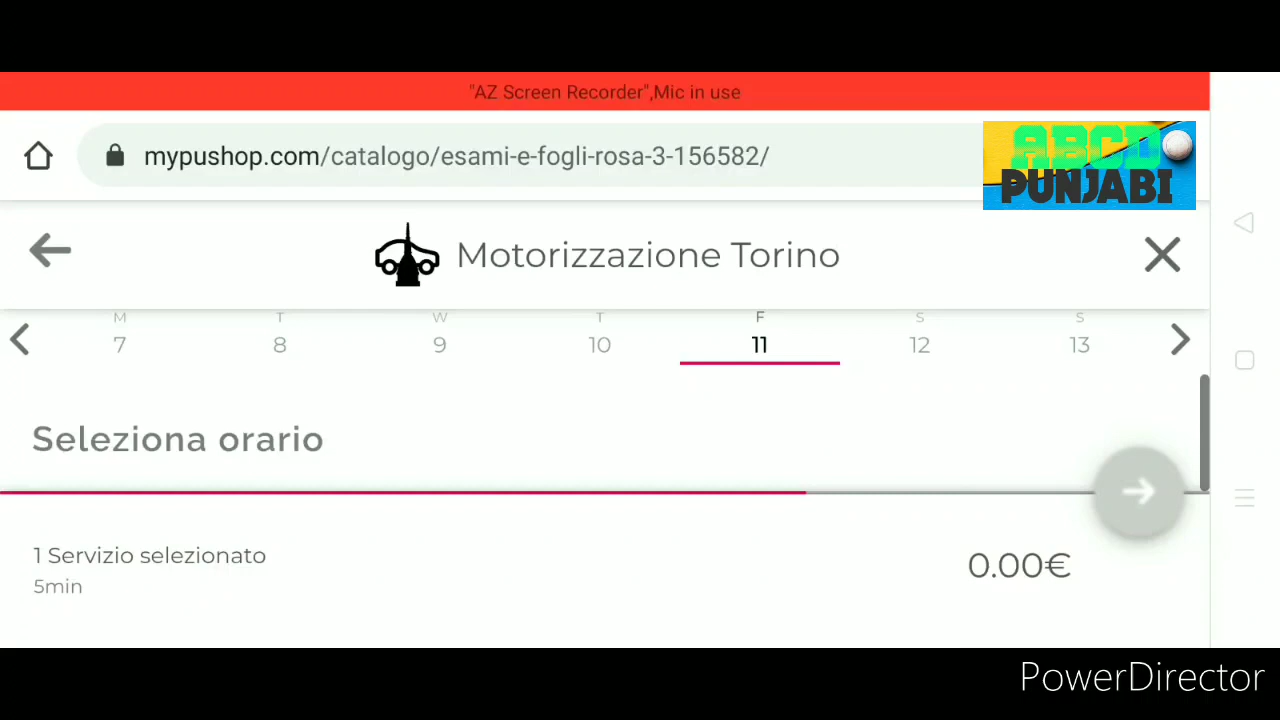 "AZ Screen Recorder",Mic in use
mypushop.com/catalogo/esami-e-fogli-rosa-3-156582/
ABCD
PUNJABI
Motorizzazione Torino
M T W T F S S
7 8 9 10 11 12 13
Seleziona orario
1 Servizio selezionato
5min
0.00€
PowerDirector